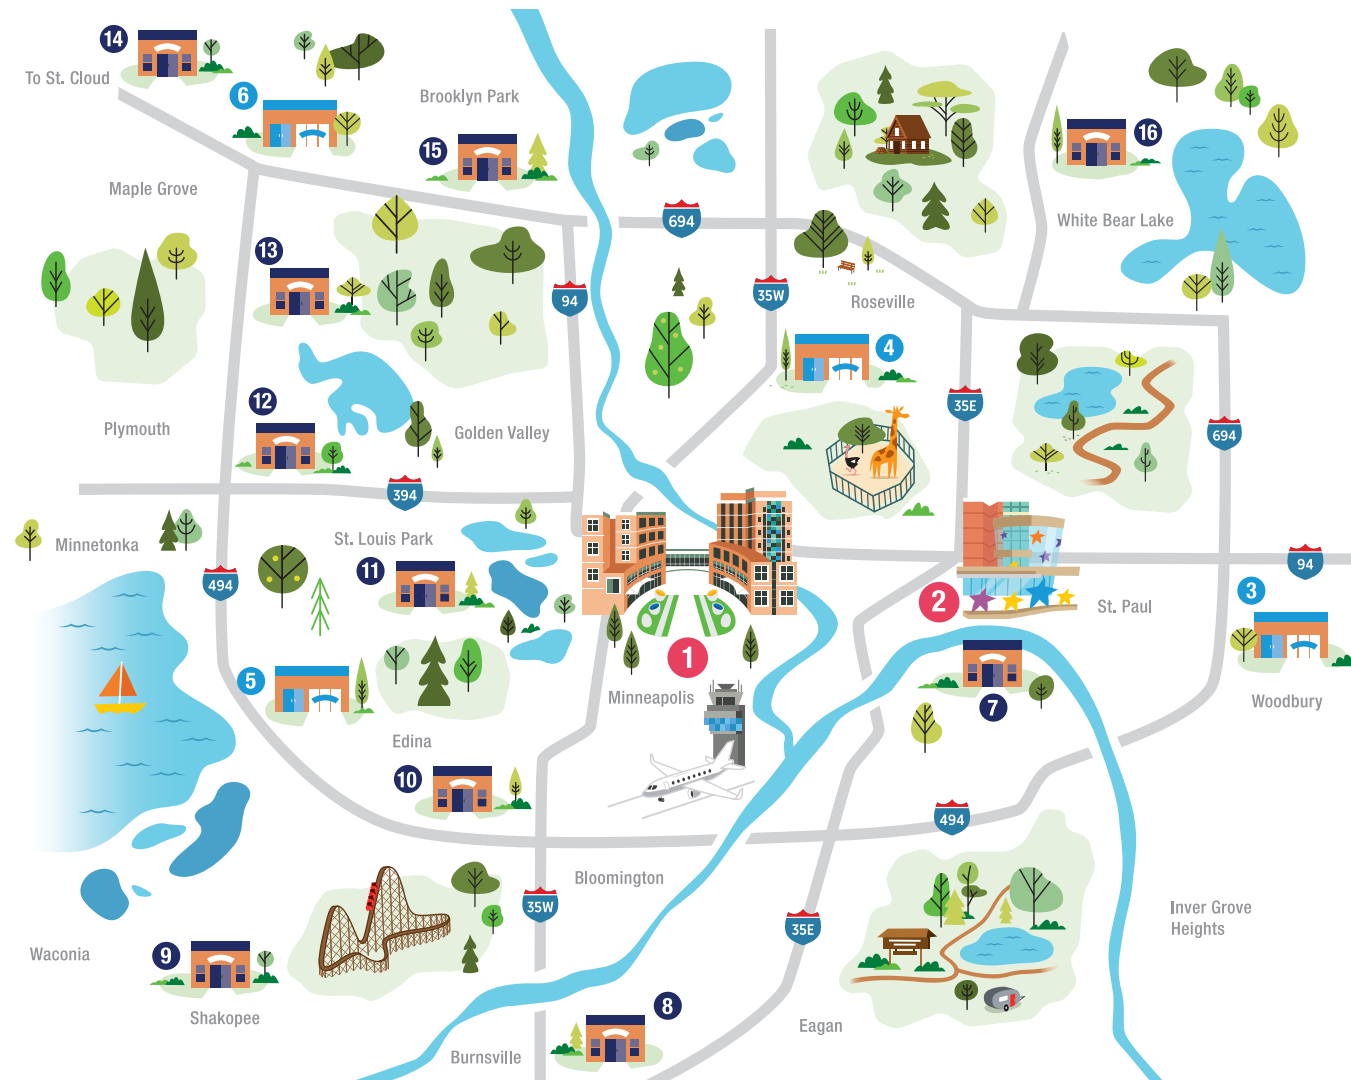 14
To St. Cloud
6
Brooklyn Park
15
16
Maple Grove
694
White Bear Lake
13
94
35W
Roseville
4
12
35E
Plymouth
Golden Valley
694
394
Minnetonka
St. Louis Park
11
494
94
2
3
St. Paul
1
5
Minneapolis
Woodbury
7
Edina
10
494
Bloomington
35W
35E
Inver Grove
Heights
Waconia
9
8
Shakopee
Eagan
Burnsville